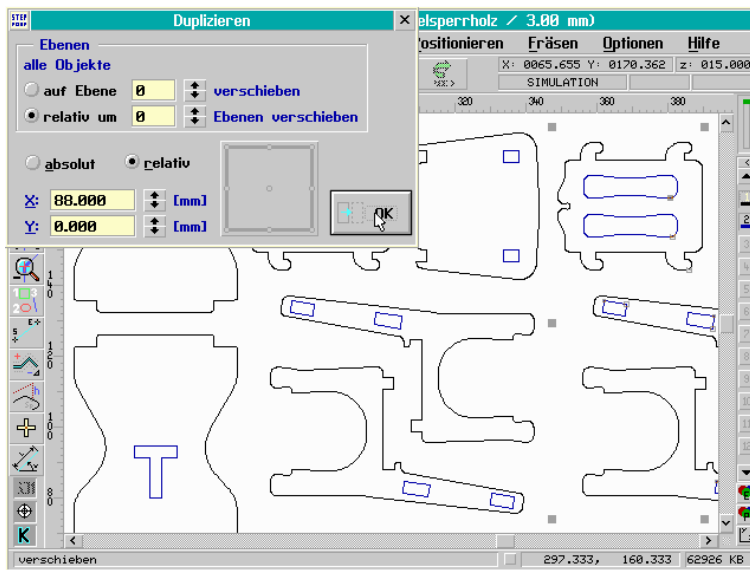 STEP
FOUR
Duplizieren
elsperrholz / 3.00 mm)
Positionieren Fräsen Optionen Hilfe
X: 0065.655 Y: 0170.362 z: 015.000
SIMULATION
320 340 360 380
Ebenen
alle Objekte
auf Ebene 0 verschieben
relativ um 0 Ebenen verschieben
absolut relativ
X: 88.000 [mm]
Y: 0.000 [mm]
OK
140
120
100
80
T
K
verschieben
297.333, 160.333 62926 KB